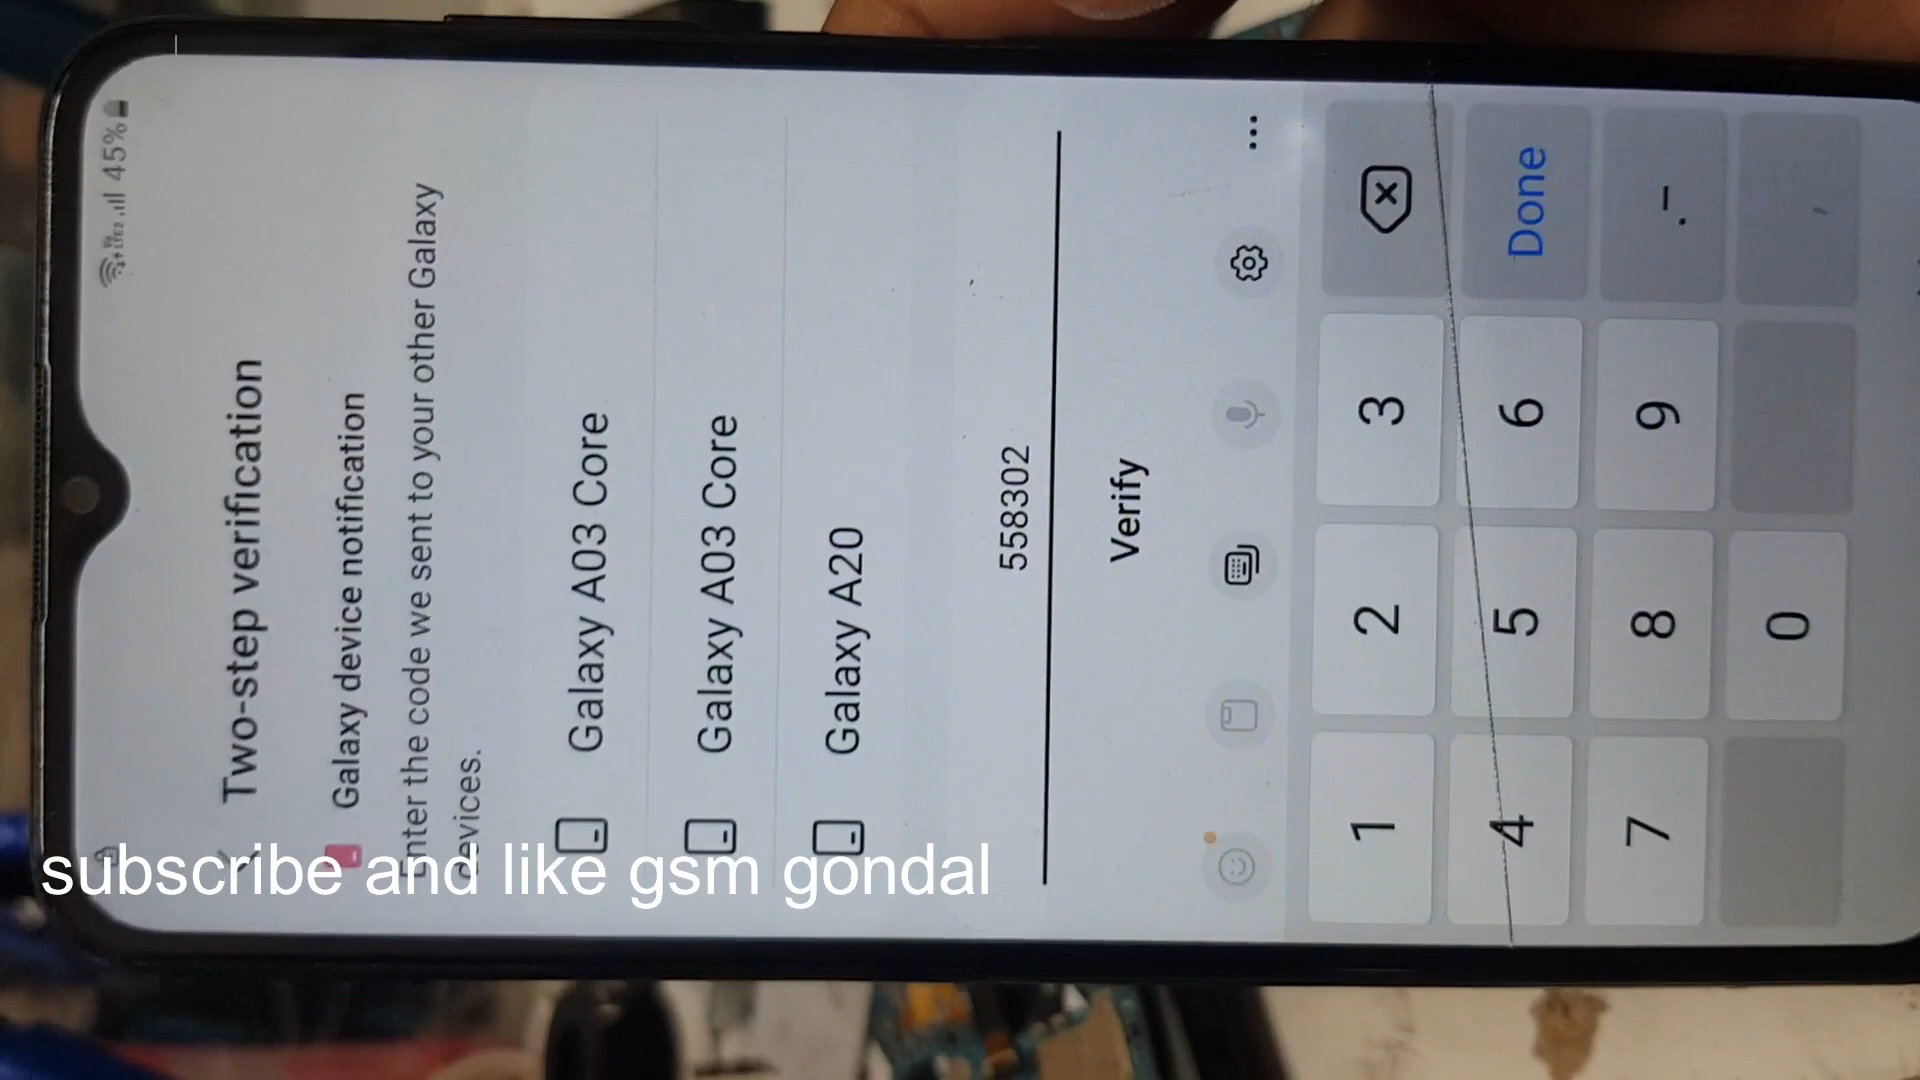 45%
Two-step verification
Galaxy device notification
Enter the code we sent to your other Galaxy
devices.
Galaxy A03 Core
Galaxy A03 Core
Galaxy A20
558302
Verify
1 2 3
4 5 6 Done
7 8 9 .-
0 ,
subscribe and like gsm gondal